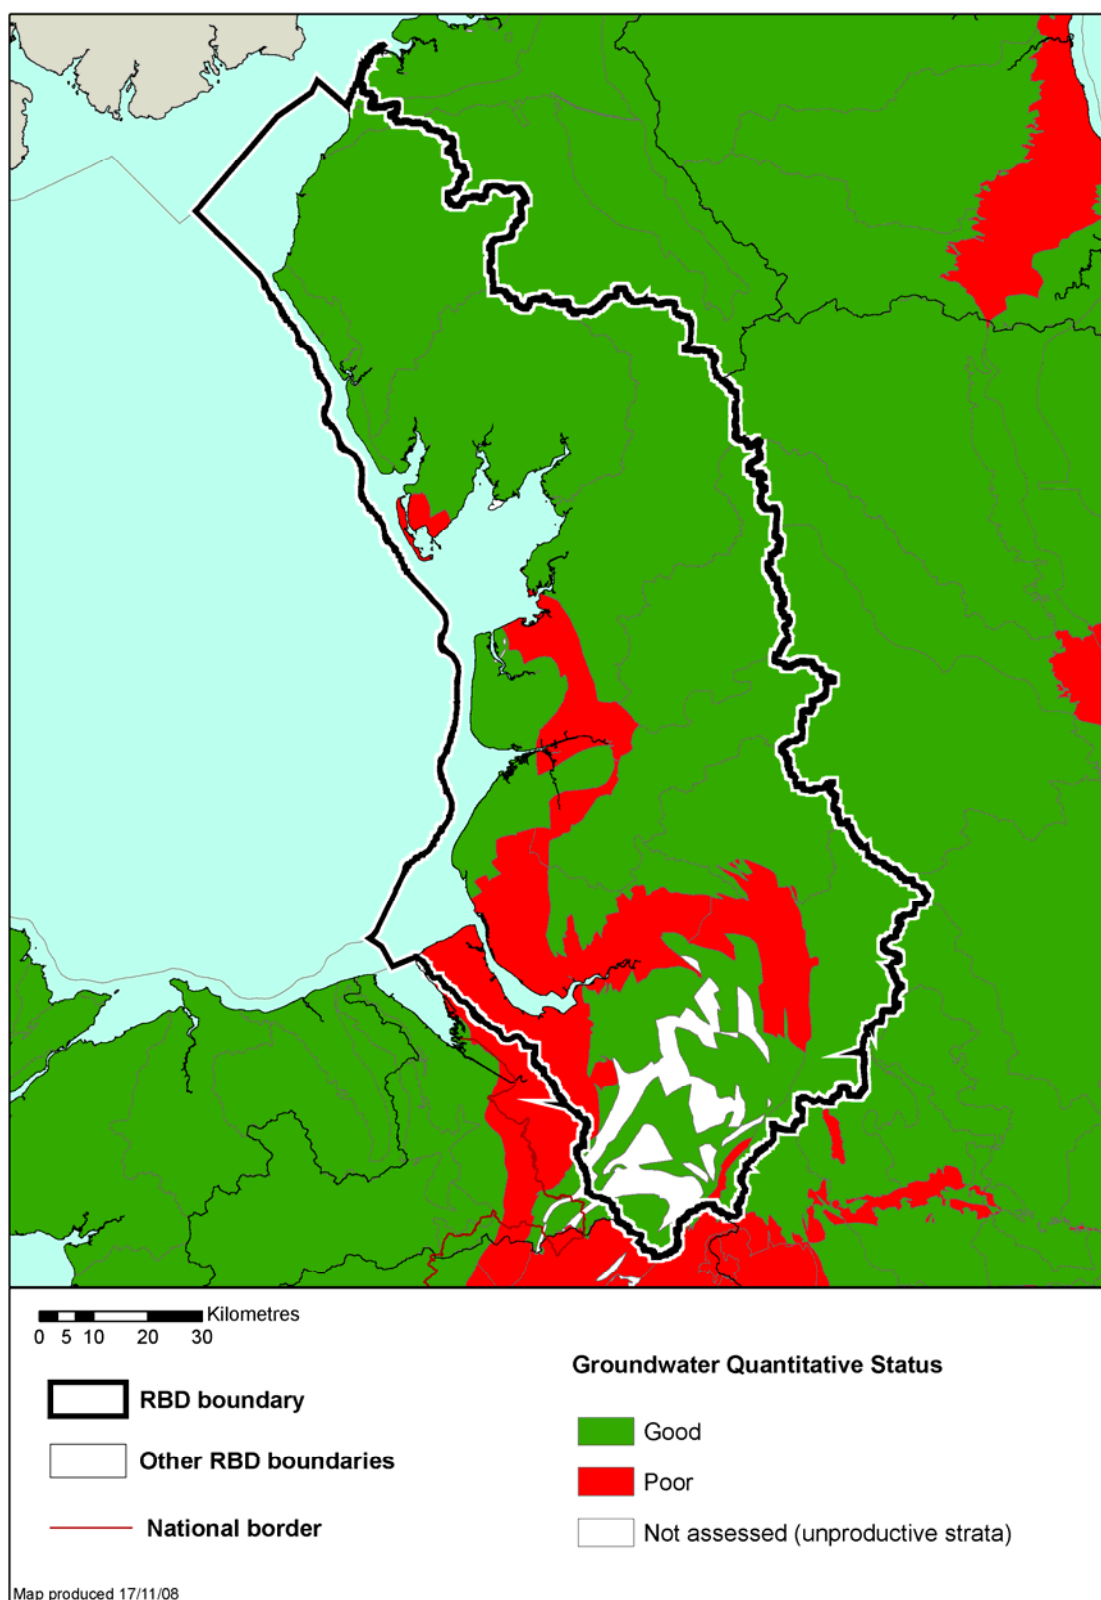 Kilometres
0 5 10 20 30
RBD boundary
Other RBD boundaries
National border
Groundwater Quantitative Status
Good
Poor
Not assessed (unproductive strata)
Map produced 17/11/08